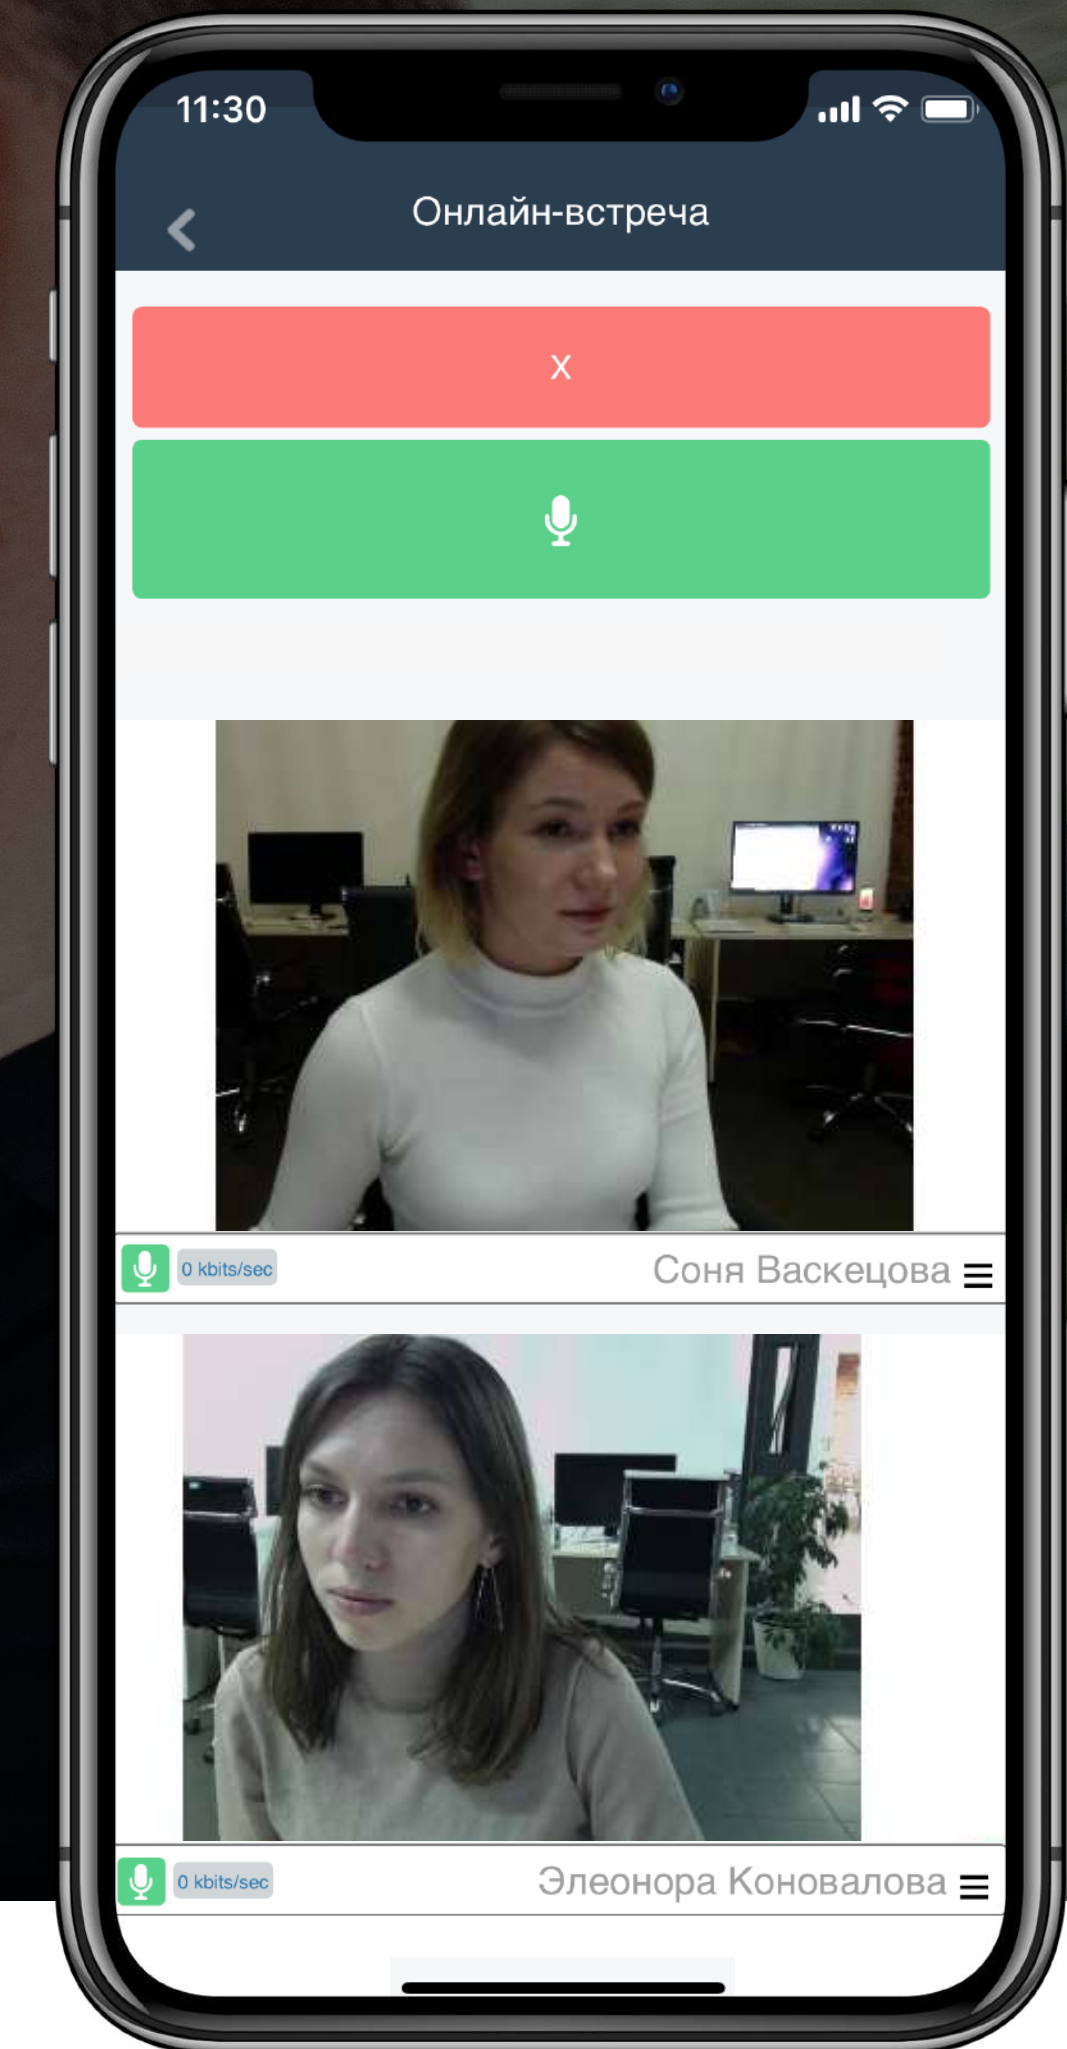 11:30
Онлайн-встреча
X
0 kbits/sec
Соня Васкецова
0 kbits/sec
Элеонора Коновалова